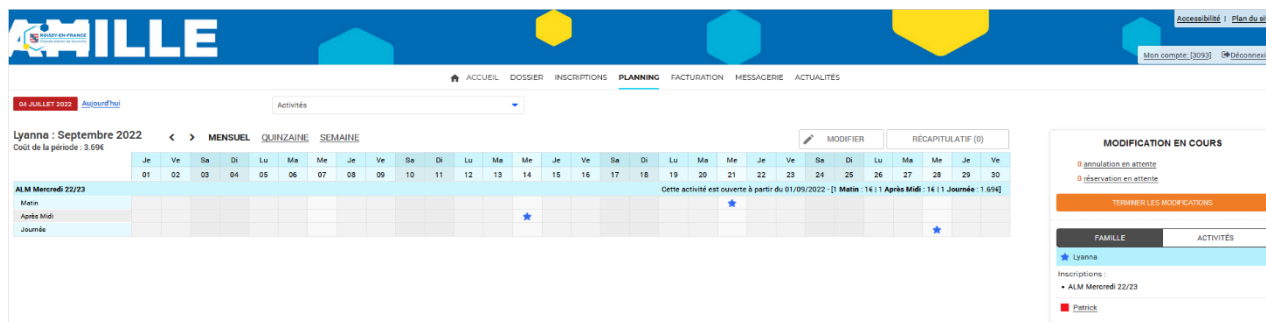 AMILLE
ROISSY-EN-FRANCE
Accessibilité | Plan du si
Mon compte: [3093] Déconnexi
ACCUEIL DOSSIER INSCRIPTIONS PLANNING FACTURATION MESSAGERIE ACTUALITÉS
04 JUILLET 2022 Aujourd'hui Activités
Lyanna : Septembre 2022 < > MENSUEL QUINZAINE SEMAINE MODIFIER RÉCAPITULATIF (0)
Coût de la période : 3.69€
Je Ve Sa Di Lu Ma Me Je Ve Sa Di Lu Ma Me Je Ve Sa Di Lu Ma Me Je Ve Sa Di Lu Ma Me Je Ve
01 02 03 04 05 06 07 08 09 10 11 12 13 14 15 16 17 18 19 20 21 22 23 24 25 26 27 28 29 30
ALM Mercredi 22/23 Cette activité est ouverte à partir du 01/09/2022 - [1 Matin : 1€ | 1 Après Midi : 1€ | 1 Journée : 1.69€]
Matin
Après Midi
Journée
MODIFICATION EN COURS
0 annulation en attente
0 réservation en attente
TERMINER LES MODIFICATIONS
FAMILLE ACTIVITÉS
Lyanna
Inscriptions :
• ALM Mercredi 22/23
Patrick